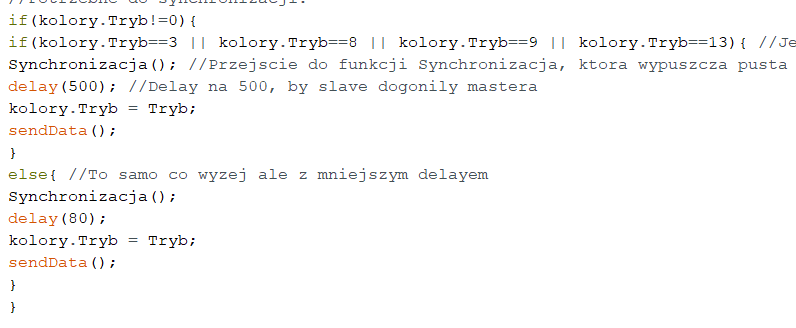 //Potrzebne do synchronizacji.
if(kolory.Tryb!=0){
if(kolory.Tryb==3 || kolory.Tryb==8 || kolory.Tryb==9 || kolory.Tryb==13){ //Je
Synchronizacja(); //Przejscie do funkcji Synchronizacja, ktora wypuszcza pusta
delay(500); //Delay na 500, by slave dogonily mastera
kolory.Tryb = Tryb;
sendData();
}
else{ //To samo co wyzej ale z mniejszym delayem
Synchronizacja();
delay(80);
kolory.Tryb = Tryb;
sendData();
}
}